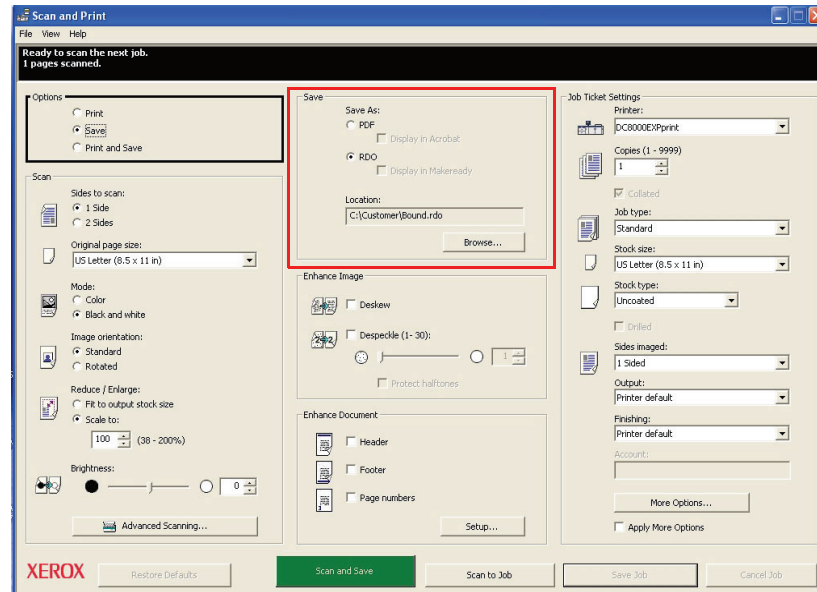 Scan and Print
File View Help
Ready to scan the next job.
1 pages scanned.
Options
Print
Save
Print and Save
Scan
Sides to scan:
1 Side
2 Sides
Original page size:
US Letter (8.5 x 11 in)
Mode:
Color
Black and white
Image orientation:
Standard
Rotated
Reduce / Enlarge:
Fit to output stock size
Scale to:
100 (38 - 200%)
Brightness:
0
Advanced Scanning...
Save
Save As:
PDF
Display in Acrobat
RDO
Display in Makeready
Location:
C:\Customer\Bound.rdo
Browse...
Enhance Image
Deskew
Despeckle (1- 30):
1
Protect halftones
Enhance Document
Header
Footer
Page numbers
Setup...
Job Ticket Settings
Printer:
DC8000EXPprint
Copies (1 - 9999)
1
Collated
Job type:
Standard
Stock size:
US Letter (8.5 x 11 in)
Stock type:
Uncoated
Drilled
Sides imaged:
1 Sided
Output:
Printer default
Finishing:
Printer default
Account:
More Options...
Apply More Options
XEROX
Restore Defaults
Scan and Save
Scan to Job
Save Job
Cancel Job